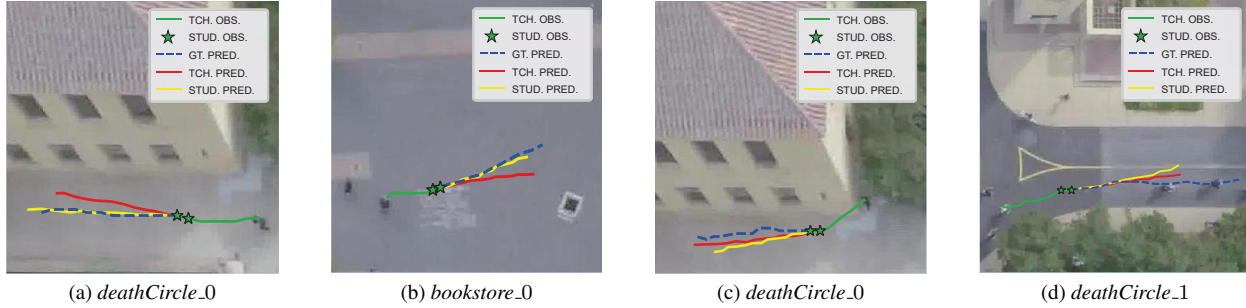 TCH. OBS.
STUD. OBS.
GT. PRED.
TCH. PRED.
STUD. PRED.
TCH. OBS.
STUD. OBS.
GT. PRED.
TCH. PRED.
STUD. PRED.
TCH. OBS.
STUD. OBS.
GT. PRED.
TCH. PRED.
STUD. PRED.
TCH. OBS.
STUD. OBS.
GT. PRED.
TCH. PRED.
STUD. PRED.
(a) deathCircle_0
(b) bookstore_0
(c) deathCircle_0
(d) deathCircle_1